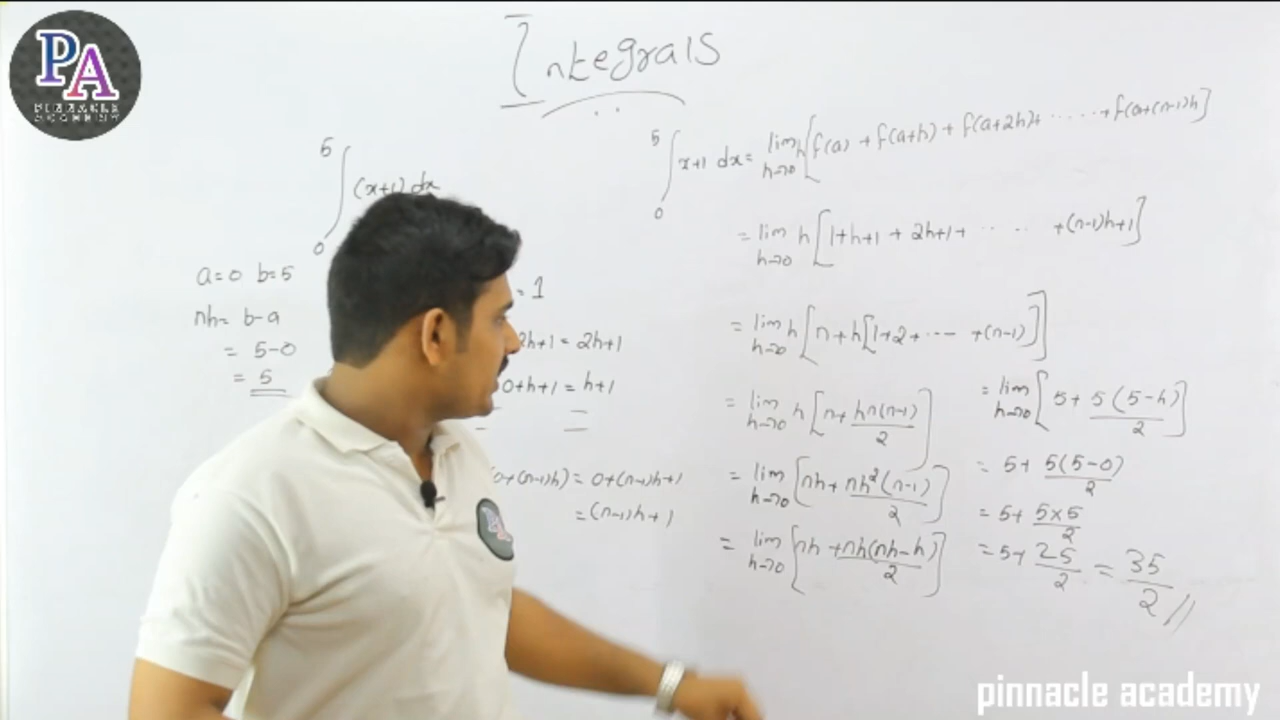 PA
PINNACLE
ACADEMY
Integrals
5
∫ (x+1) dx
0
a=0 b=5
nh= b-a
= 5-0
= 5
= 1
2h+1 = 2h+1
0+h+1 = h+1
(0+(n-1)h) = 0+(n-1)h+1
=(n-1)h+1
5
∫ x+1 dx = lim h→0 h[f(a) + f(a+h) + f(a+2h)+ ..... +f(a+(n-1)h]
0
= lim h→0 h[1+h+1 + 2h+1+ .. .. +(n-1)h+1]
= lim h→0 h[n+h[1+2+ ... +(n-1)]]
= lim h→0 h[n+ hn(n-1)/2]
= lim h→0 [nh+ nh²(n-1)/2]
= lim h→0 [nh +nh(nh-h)/2]
= lim h→0 [5+ 5(5-h)/2]
= 5+ 5(5-0)/2
= 5+ 5×5/2
=5+ 25/2 = 35/2 //
pinnacle academy